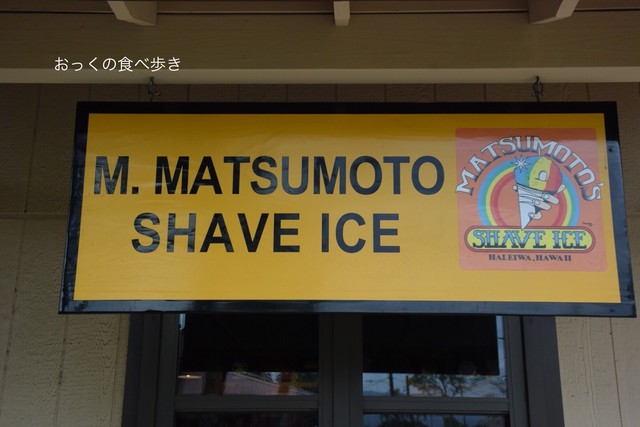 おっくの食べ歩き
M. MATSUMOTO
SHAVE ICE
MATSUMOTO'S
SHAVE ICE
HALEIWA, HAWAII